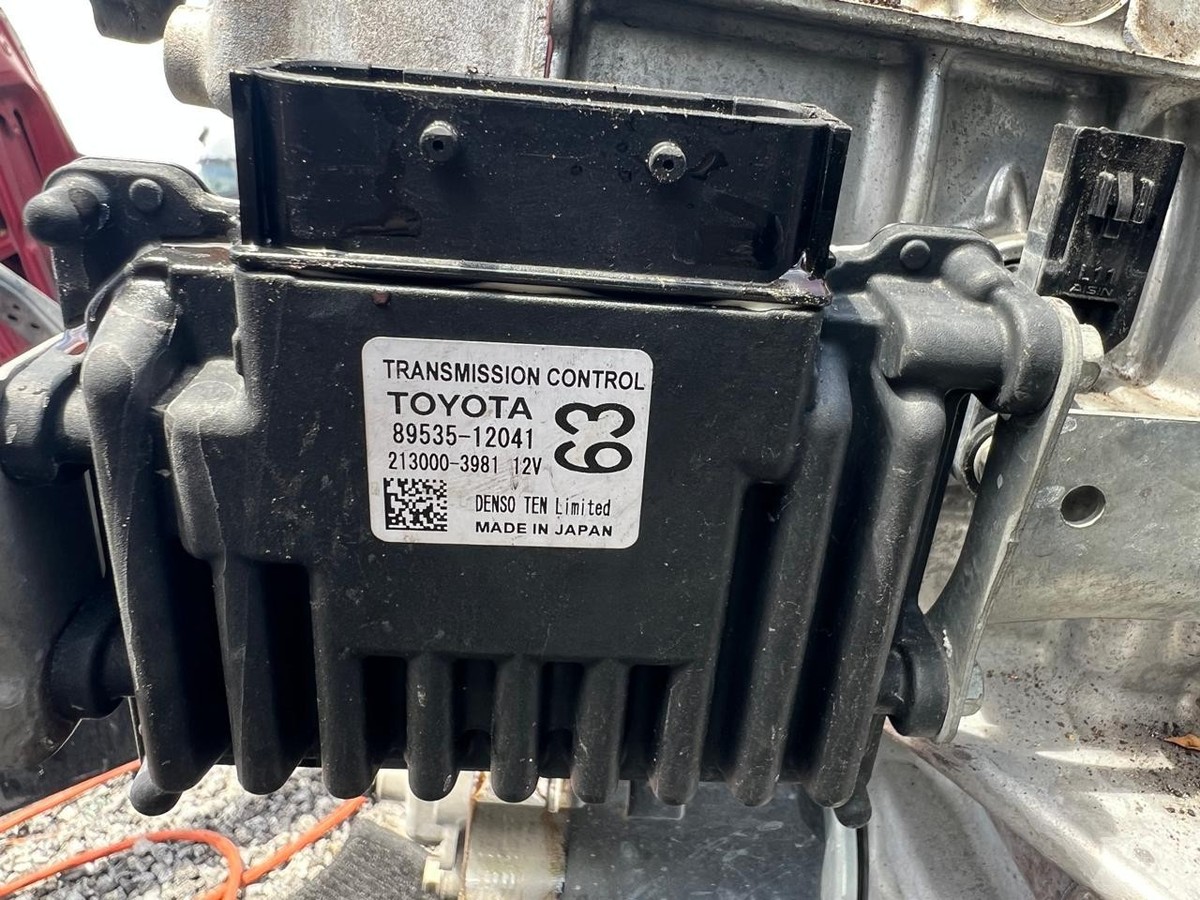 TRANSMISSION CONTROL
TOYOTA
89535-12041
63
213000-3981 12V
DENSO TEN Limited
MADE IN JAPAN
AISIN